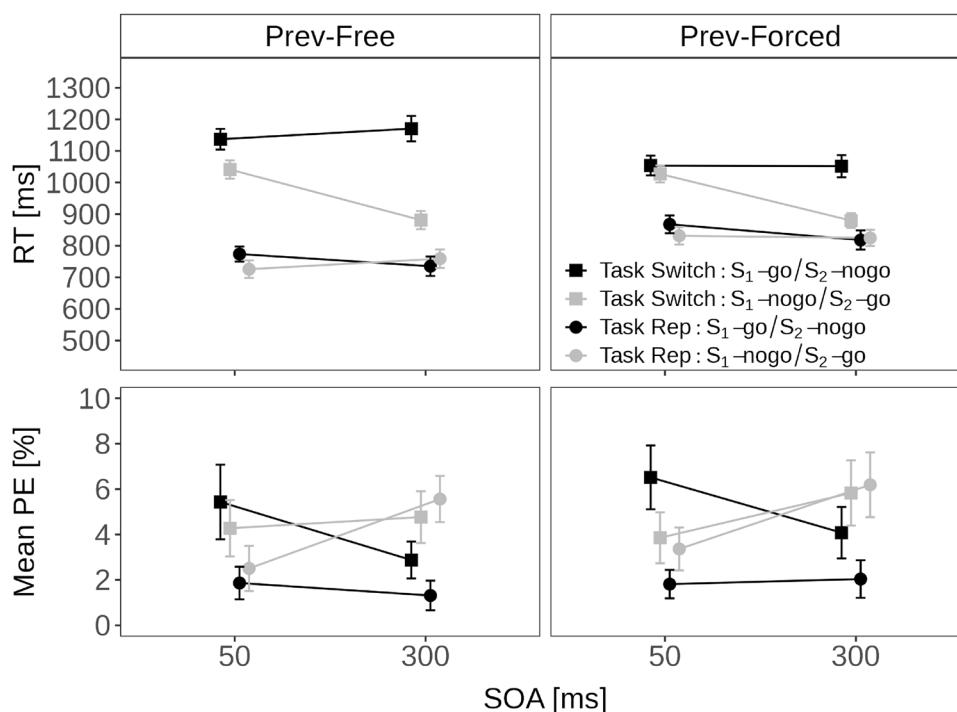 Prev-Free
Prev-Forced
RT [ms]
1300
1200
1100
1000
900
800
700
600
500
Task Switch : S₁−go/S₂−nogo
Task Switch : S₁−nogo/S₂−go
Task Rep : S₁−go/S₂−nogo
Task Rep : S₁−nogo/S₂−go
Mean PE [%]
10
8
6
4
2
0
50 300 50 300
SOA [ms]